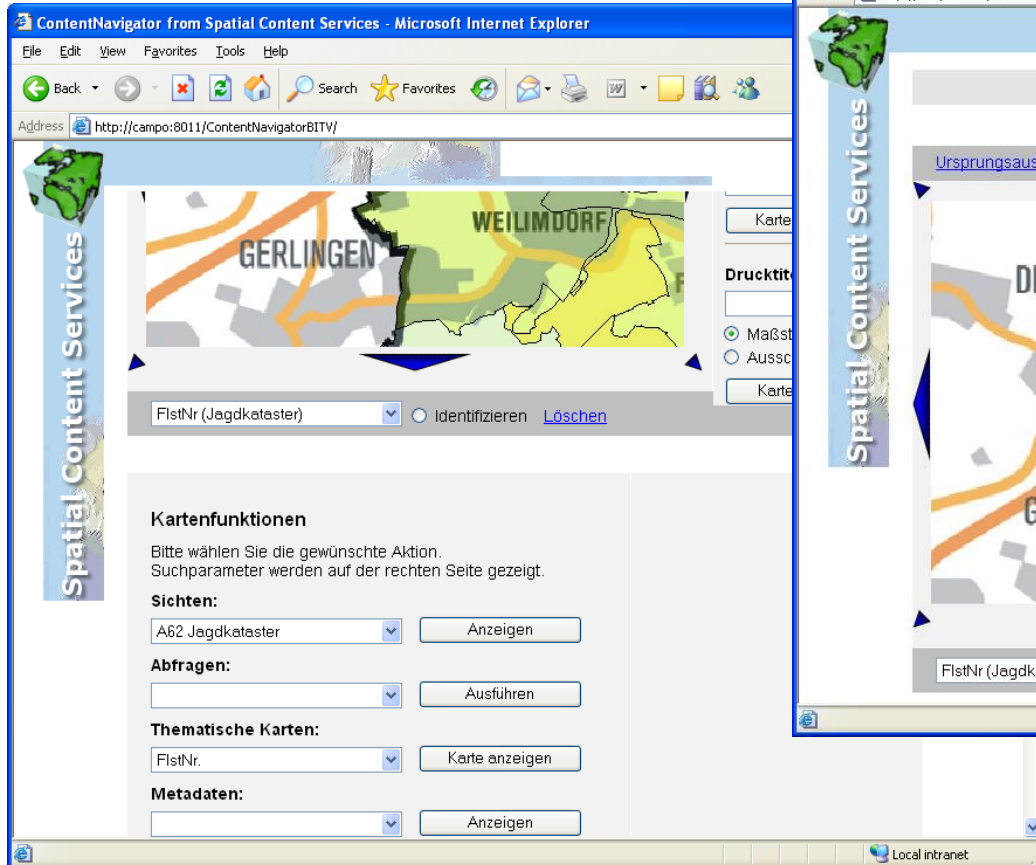 ContentNavigator from Spatial Content Services - Microsoft Internet Explorer
File Edit View Favorites Tools Help
Back Search Favorites
Address http://campo:8011/ContentNavigatorBITV/
Spatial Content Services
GERLINGEN
WEILIMDORF
Karte
Drucktite
Maßst
Aussc
Karte
FlstNr (Jagdkataster) Identifizieren Löschen
Kartenfunktionen
Bitte wählen Sie die gewünschte Aktion.
Suchparameter werden auf der rechten Seite gezeigt.
Sichten:
A62 Jagdkataster Anzeigen
Abfragen:
Ausführen
Thematische Karten:
FlstNr. Karte anzeigen
Metadaten:
Anzeigen
Local intranet
Spatial Content Services
Ursprungsaus
FlstNr (Jagdk